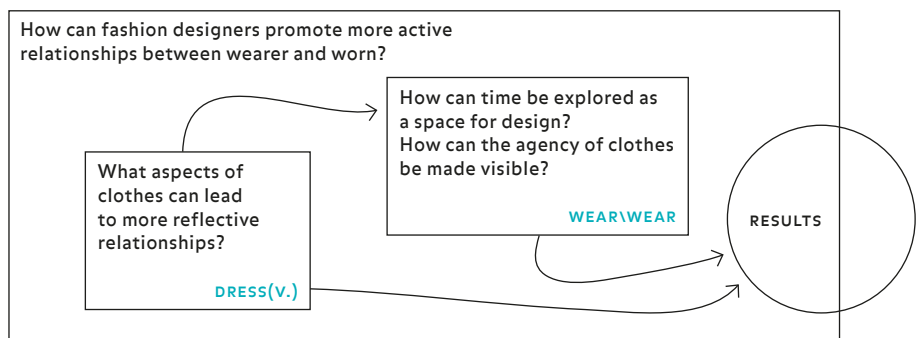 How can fashion designers promote more active
relationships between wearer and worn?
What aspects of
clothes can lead
to more reflective
relationships?
DRESS(V.)
How can time be explored as
a space for design?
How can the agency of clothes
be made visible?
WEAR\WEAR
RESULTS